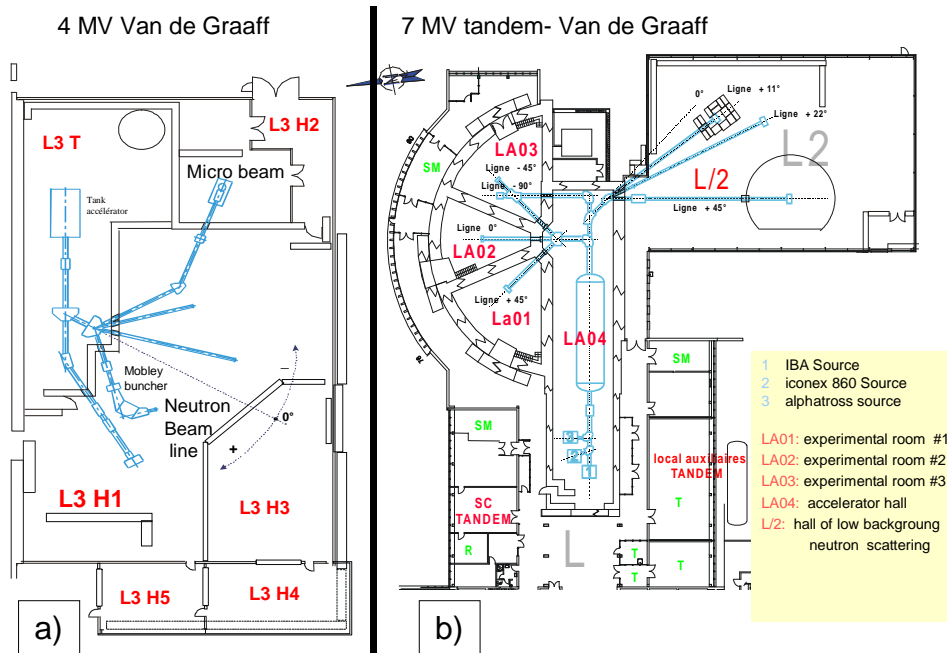 4 MV Van de Graaff
L3 H2
L3 T
Micro beam
Tank
accélérator
Mobley
buncher
Neutron
Beam
line
–
0°
+
L3 H1
L3 H3
L3 H5
L3 H4
a)
7 MV tandem- Van de Graaff
0°
Ligne + 11°
Ligne + 22°
LA03
SM
L2
Ligne - 45°
L/2
Ligne - 90°
Ligne + 45°
Ligne 0°
LA02
Ligne + 45°
La01
LA04
SM
SM
3
2
1
local auxiliaires
TANDEM
SC
TANDEM
T
R
L
T
T
T
b)
1 IBA Source
2 iconex 860 Source
3 alphatross source
LA01: experimental room #1
LA02: experimental room #2
LA03: experimental room #3
LA04: accelerator hall
L/2: hall of low backgroung
neutron scattering